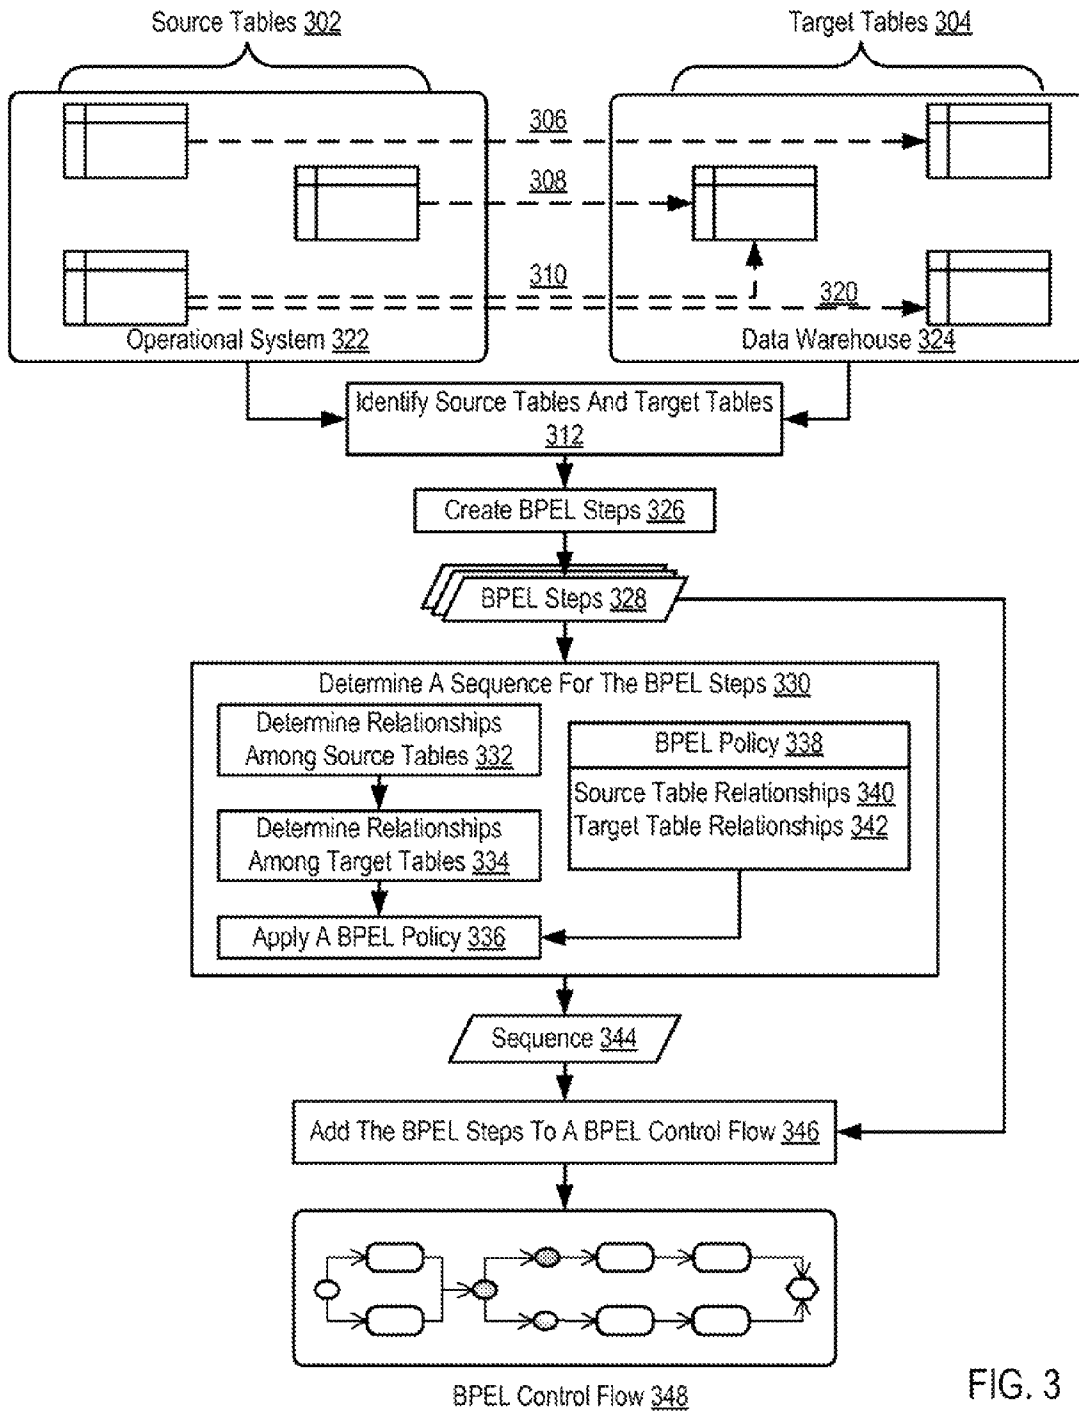 Source Tables 302
Target Tables 304
306
308
310
320
Operational System 322
Data Warehouse 324
Identify Source Tables And Target Tables
312
Create BPEL Steps 326
BPEL Steps 328
Determine A Sequence For The BPEL Steps 330
Determine Relationships
Among Source Tables 332
BPEL Policy 338
Source Table Relationships 340
Target Table Relationships 342
Determine Relationships
Among Target Tables 334
Apply A BPEL Policy 336
Sequence 344
Add The BPEL Steps To A BPEL Control Flow 346
BPEL Control Flow 348
FIG. 3